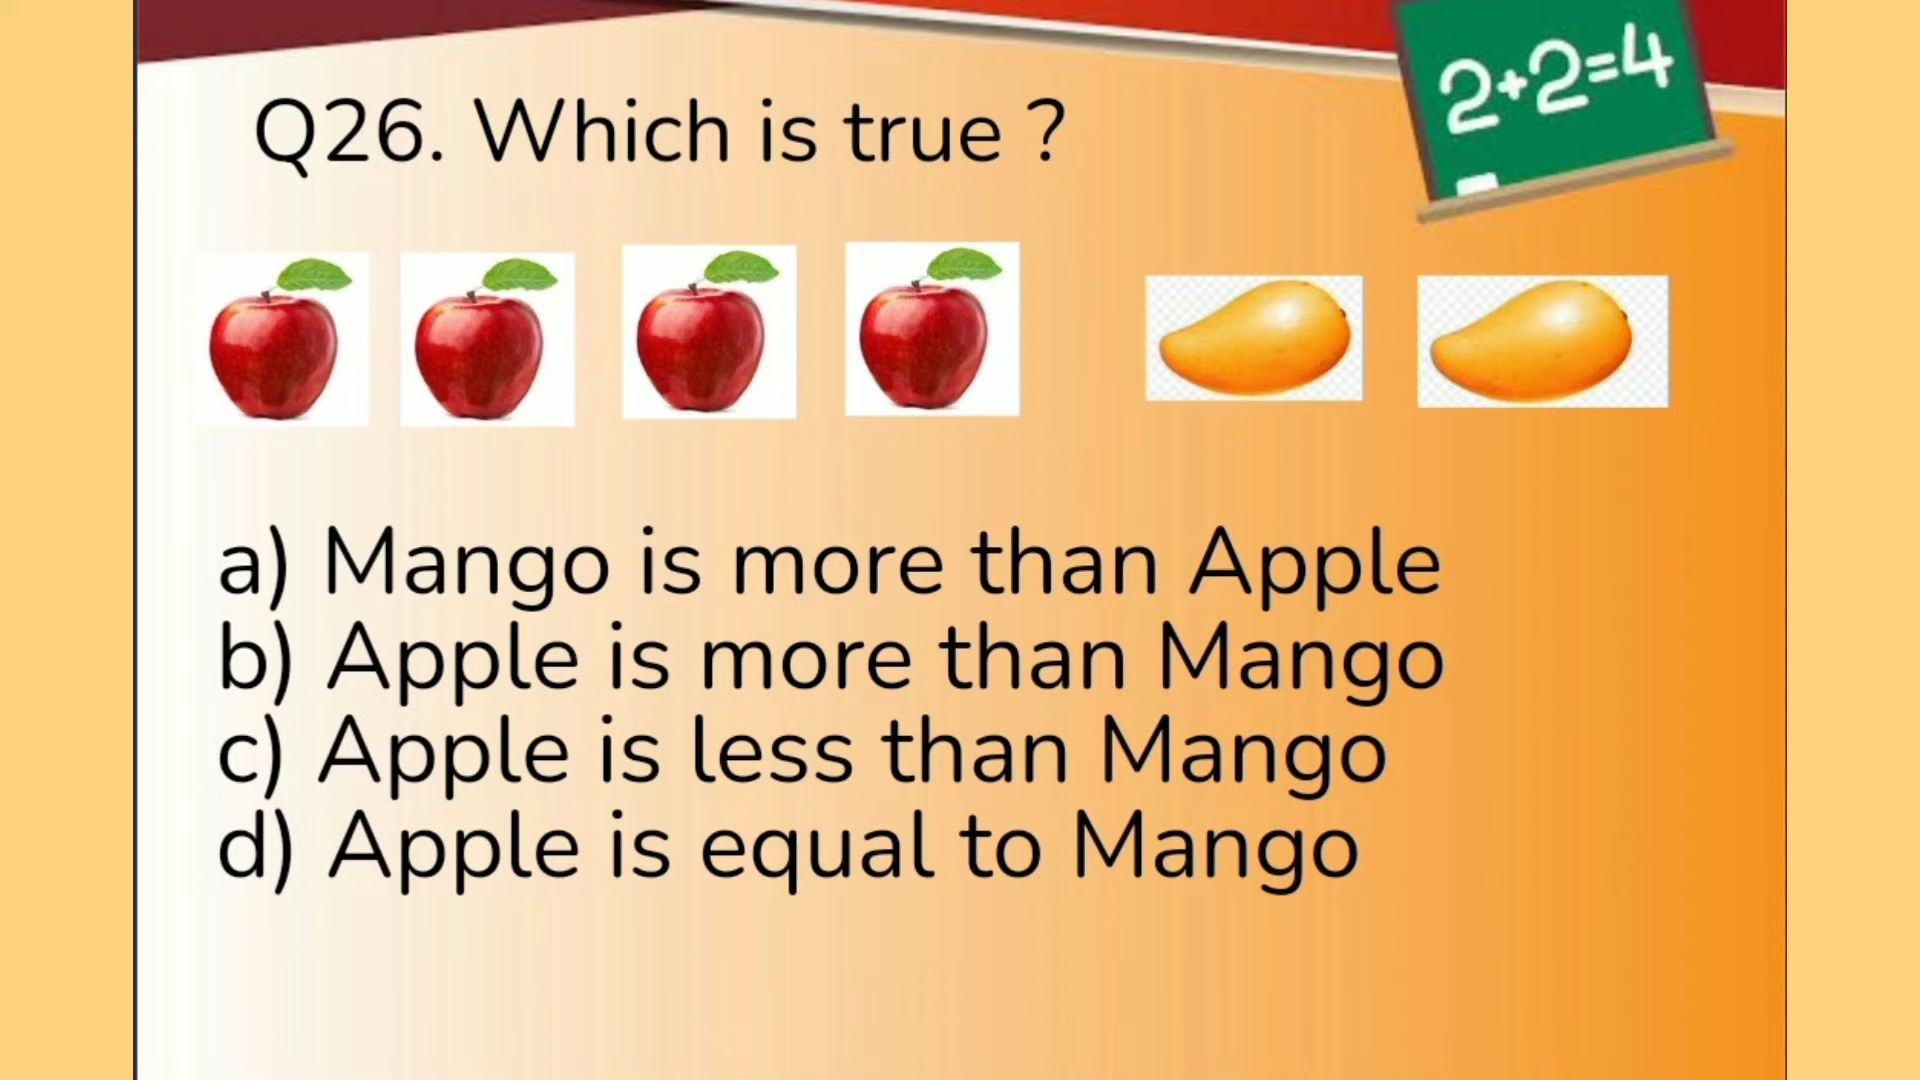 2+2=4
Q26. Which is true ?
a) Mango is more than Apple
b) Apple is more than Mango
c) Apple is less than Mango
d) Apple is equal to Mango